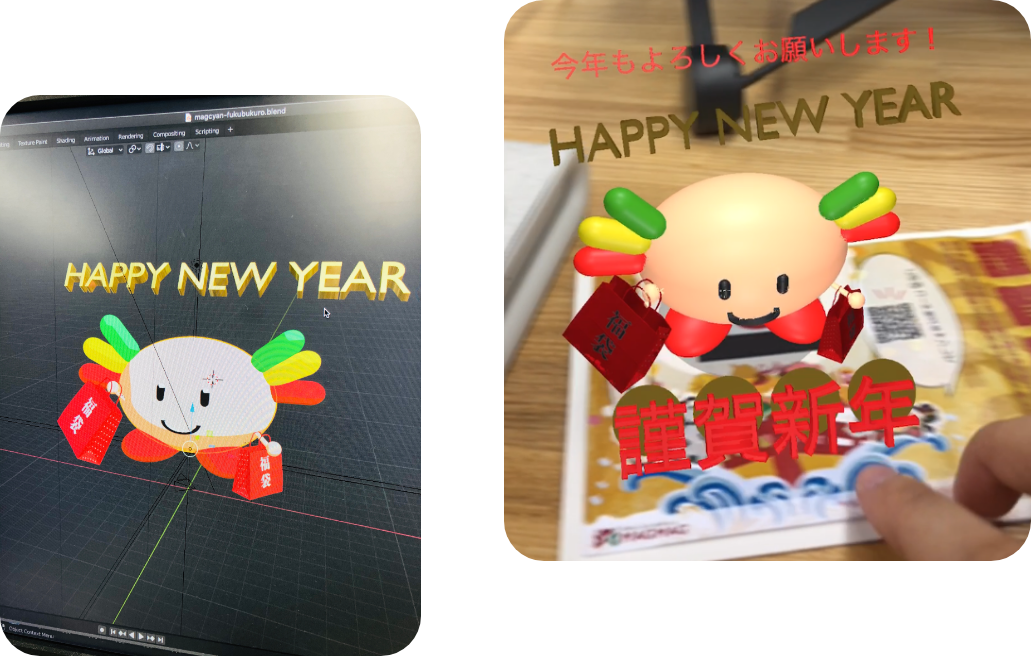 magcyan-fukubukuro.blend
Texture Paint Shading Animation Rendering Compositing Scripting +
Global
HAPPY NEW YEAR
福袋
福袋
Object Context Menu
今年もよろしくお願いします！
HAPPY NEW YEAR
福袋
福
謹賀新年